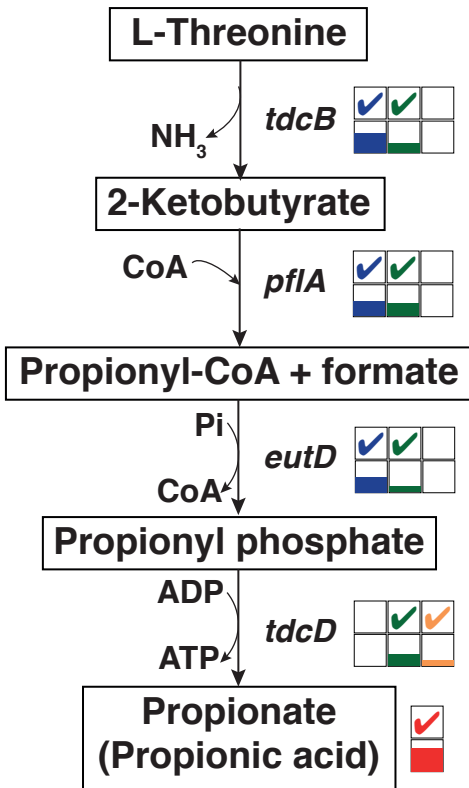 L-Threonine
NH3
tdcB
2-Ketobutyrate
CoA
pflA
Propionyl-CoA + formate
Pi
eutD
CoA
Propionyl phosphate
ADP
tdcD
ATP
Propionate
(Propionic acid)